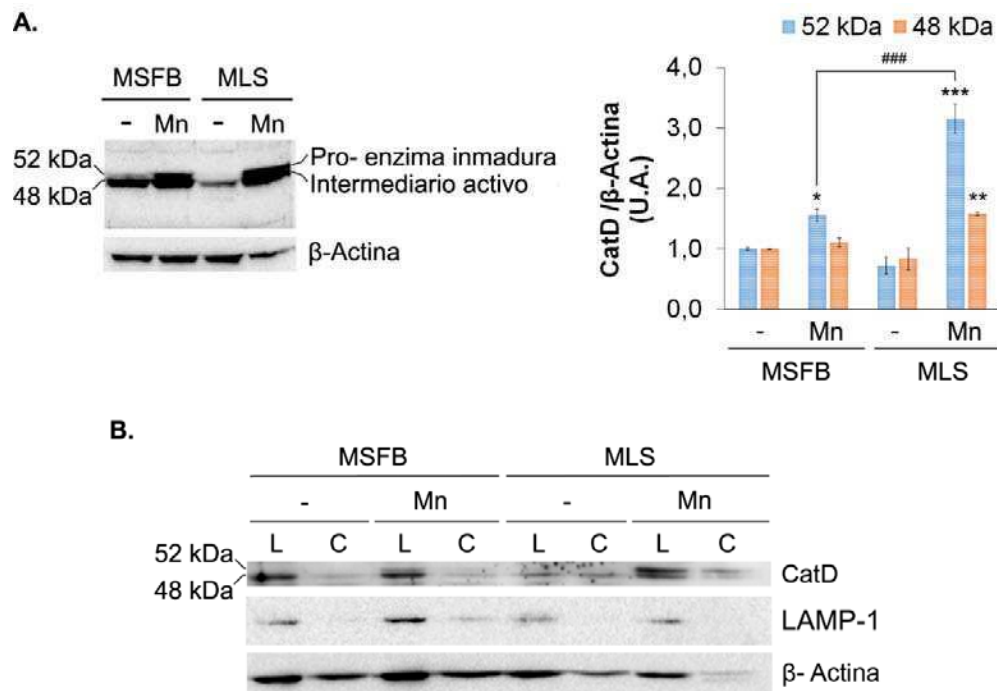 A.
MSFB MLS
- Mn - Mn
52 kDa
48 kDa
Pro- enzima inmadura
Intermediario activo
β-Actina
52 kDa 48 kDa
###
CatD /β-Actina
(U.A.)
4,0
3,0
2,0
1,0
0,0
*
***
**
- Mn - Mn
MSFB MLS
B.
MSFB MLS
- Mn - Mn
L C L C L C L C
52 kDa
48 kDa
CatD
LAMP-1
β- Actina